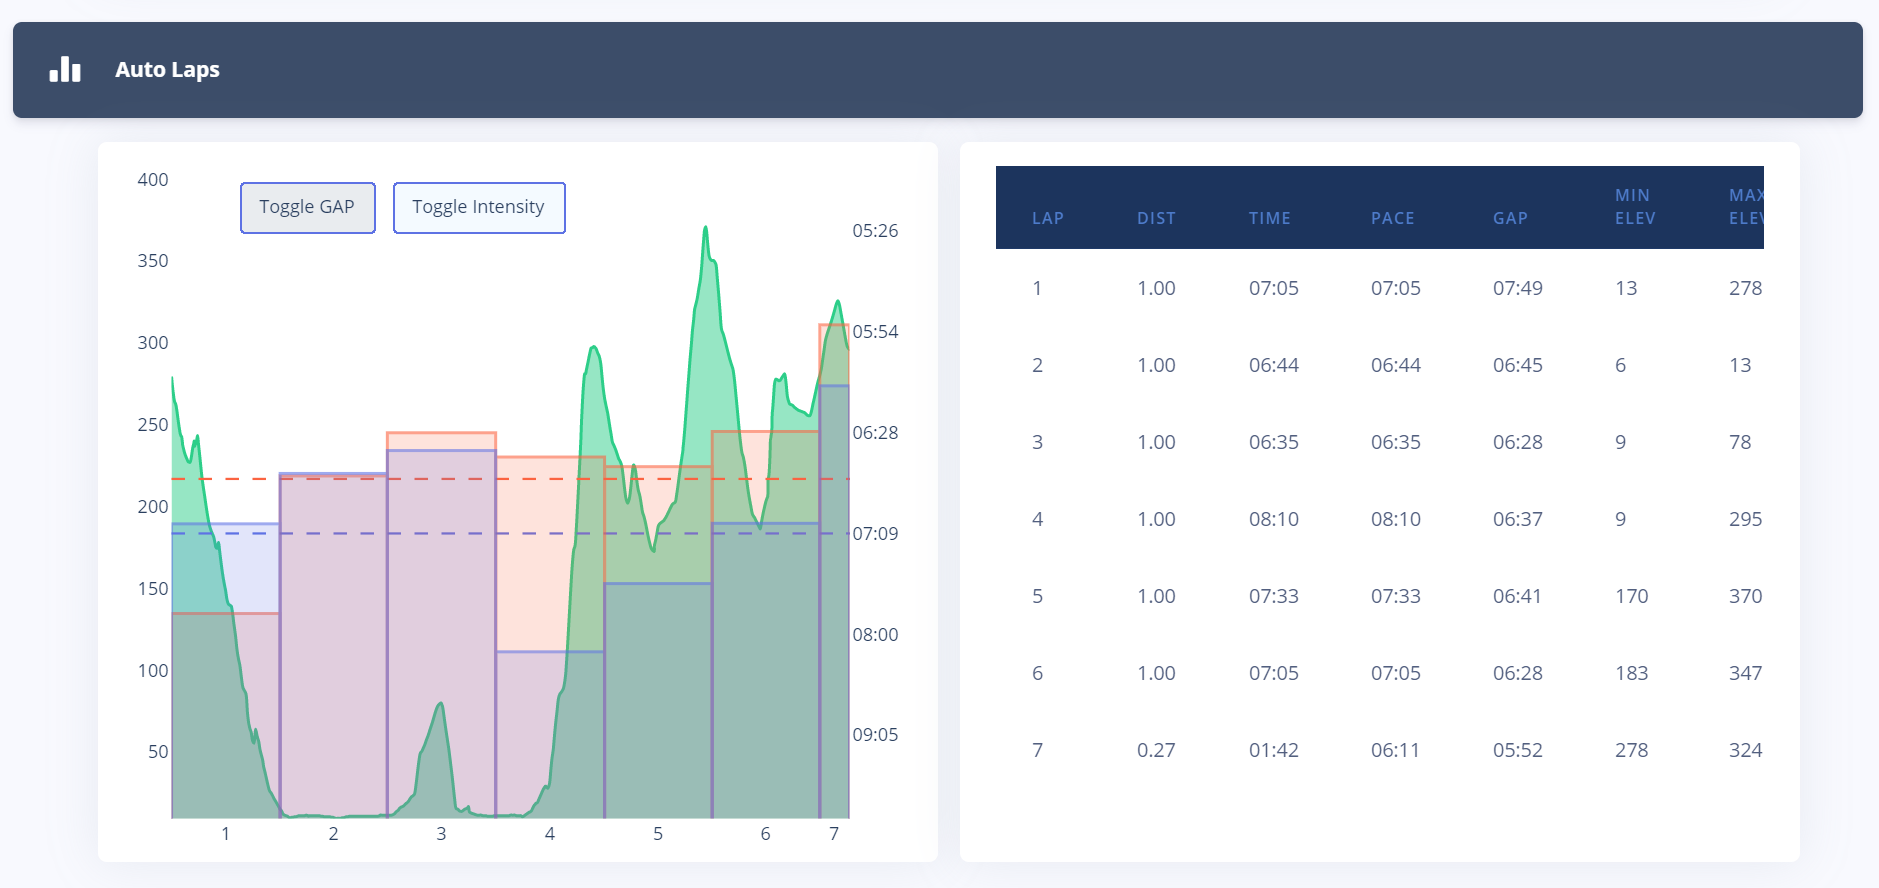 Auto Laps
Toggle GAP
Toggle Intensity
400
350
300
250
200
150
100
50
05:26
05:54
06:28
07:09
08:00
09:05
1 2 3 4 5 6 7
LAP DIST TIME PACE GAP MIN ELEV MAX ELEV
1 1.00 07:05 07:05 07:49 13 278
2 1.00 06:44 06:44 06:45 6 13
3 1.00 06:35 06:35 06:28 9 78
4 1.00 08:10 08:10 06:37 9 295
5 1.00 07:33 07:33 06:41 170 370
6 1.00 07:05 07:05 06:28 183 347
7 0.27 01:42 06:11 05:52 278 324